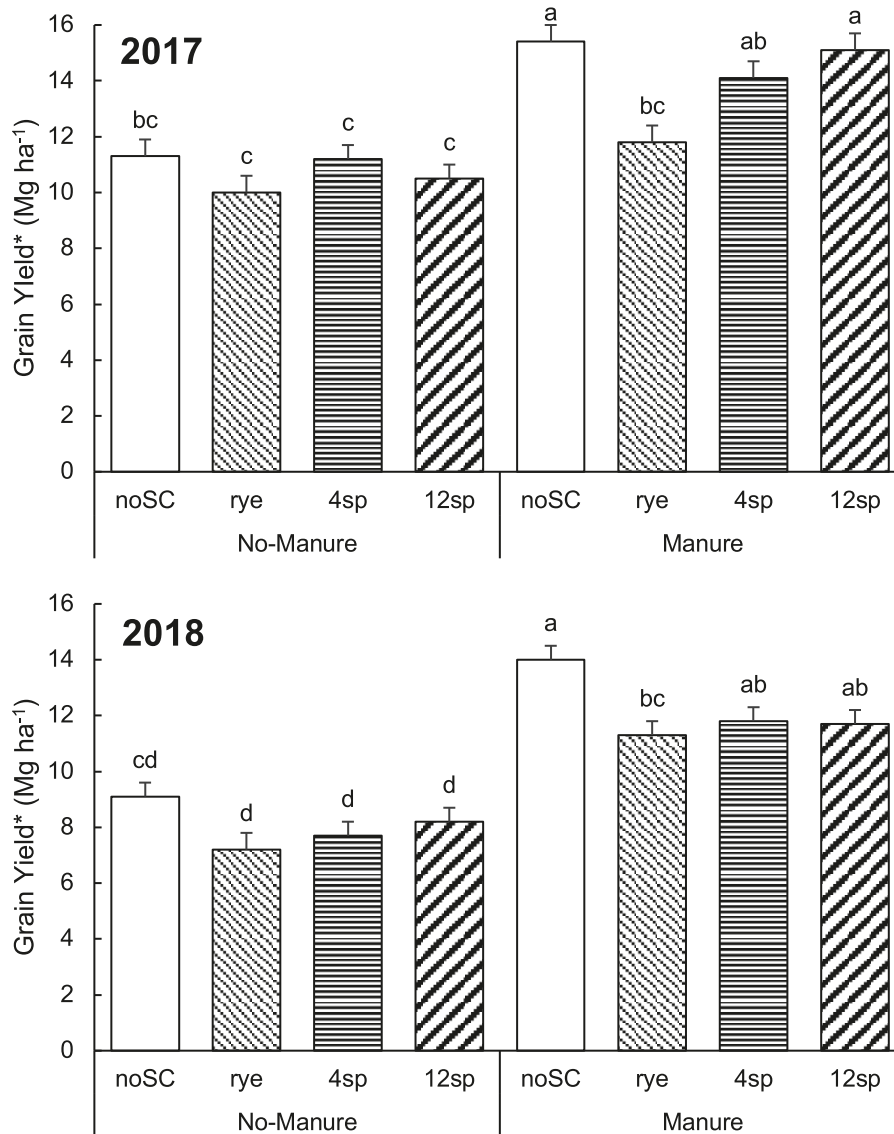 2017
Grain YIeld* (Mg ha⁻¹)
16
14
12
10
8
6
4
2
0
bc
c
c
c
a
bc
ab
a
noSC rye 4sp 12sp noSC rye 4sp 12sp
No-Manure Manure
2018
Grain Yield* (Mg ha⁻¹)
16
14
12
10
8
6
4
2
0
cd
d
d
d
a
bc
ab
ab
noSC rye 4sp 12sp noSC rye 4sp 12sp
No-Manure Manure